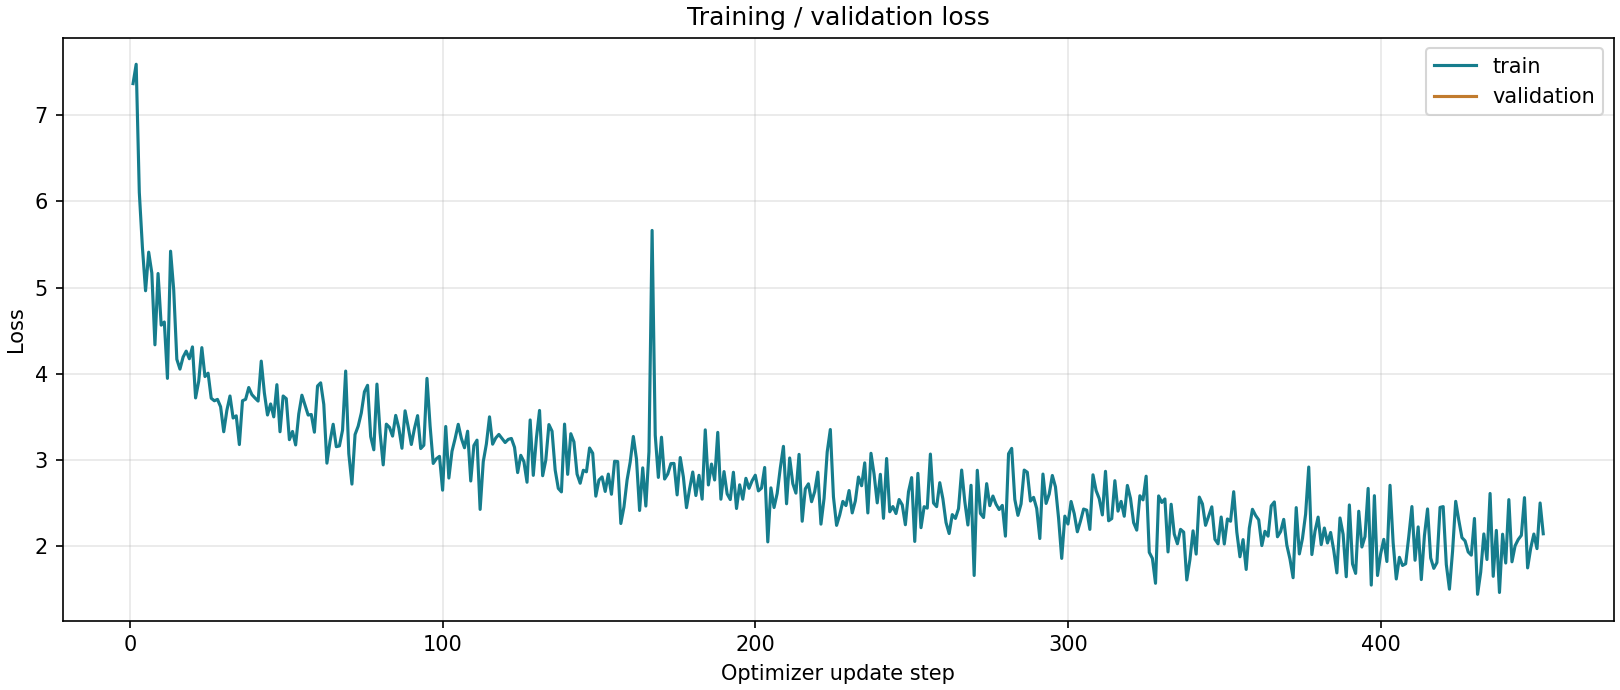 Training / validation loss
train
validation
7
6
5
4
3
2
Loss
0 100 200 300 400
Optimizer update step